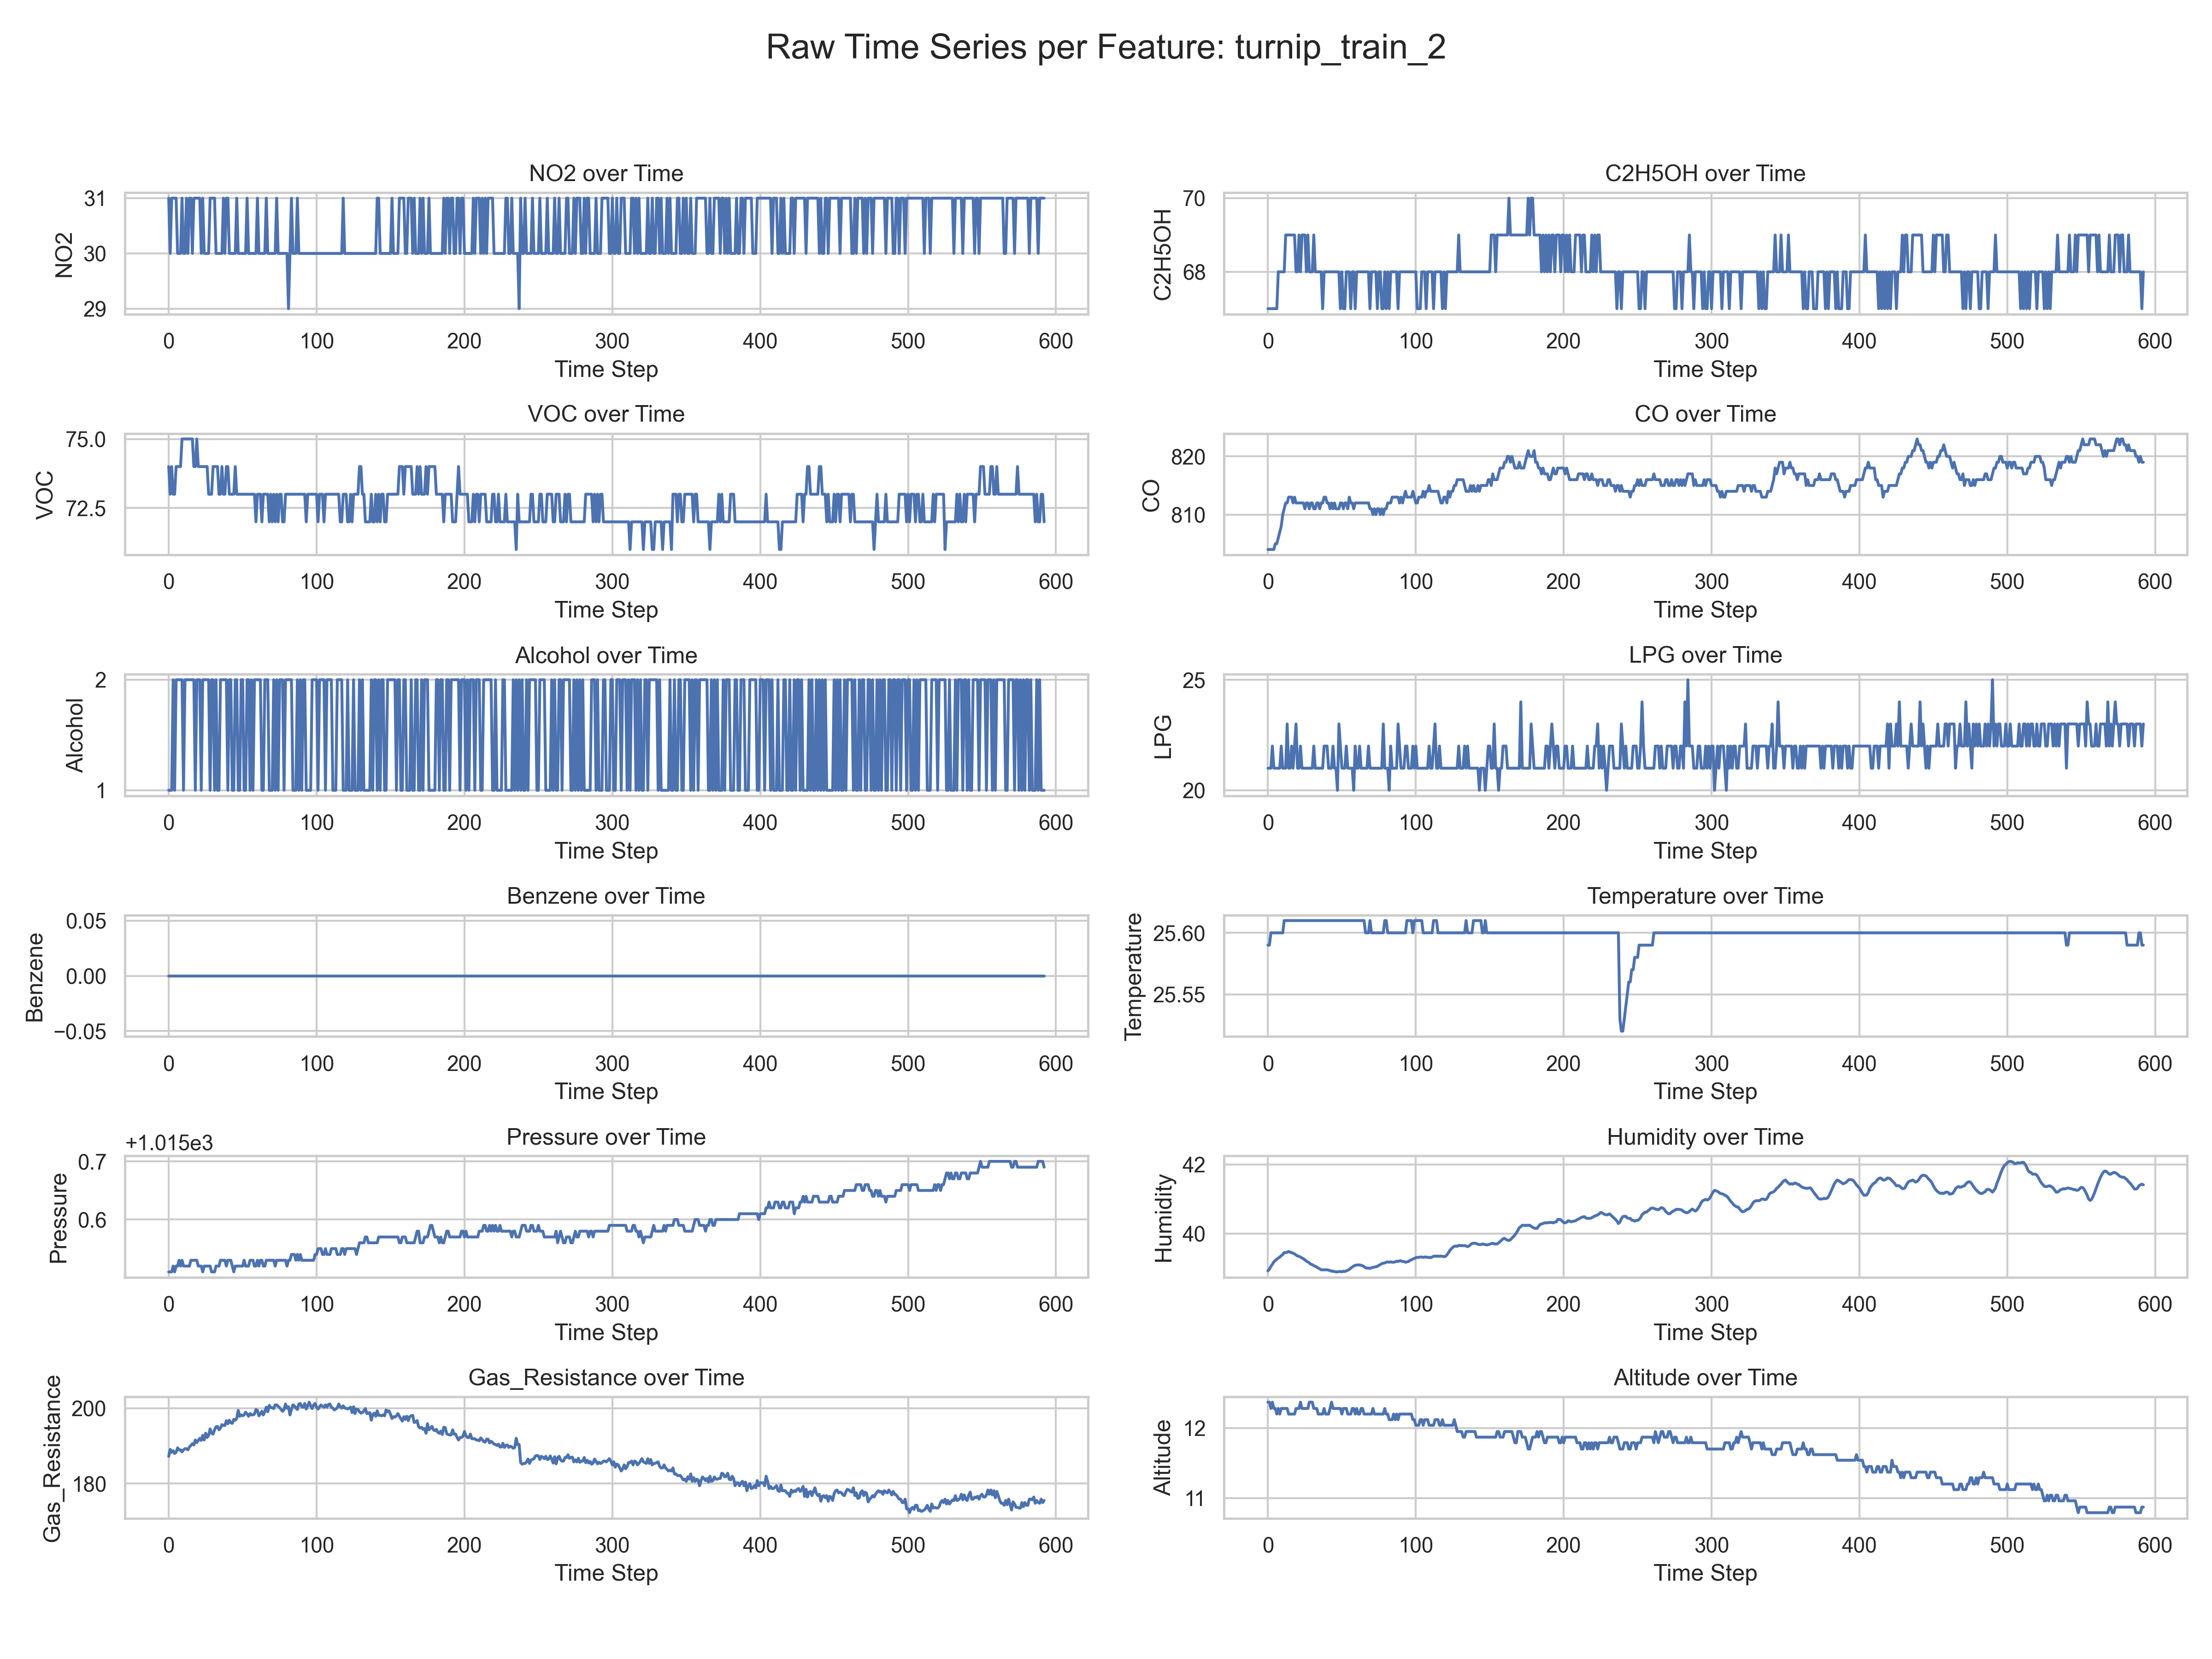 Raw Time Series per Feature: turnip_train_2
NO2 over Time
31
30
29
NO2
0 100 200 300 400 500 600
Time Step
C2H5OH over Time
70
68
C2H5OH
0 100 200 300 400 500 600
Time Step
VOC over Time
75.0
72.5
VOC
0 100 200 300 400 500 600
Time Step
CO over Time
820
810
CO
0 100 200 300 400 500 600
Time Step
Alcohol over Time
2
1
Alcohol
0 100 200 300 400 500 600
Time Step
LPG over Time
25
20
LPG
0 100 200 300 400 500 600
Time Step
Benzene over Time
0.05
0.00
−0.05
Benzene
0 100 200 300 400 500 600
Time Step
Temperature over Time
25.60
25.55
Temperature
0 100 200 300 400 500 600
Time Step
Pressure over Time
+1.015e3
0.7
0.6
Pressure
0 100 200 300 400 500 600
Time Step
Humidity over Time
42
40
Humidity
0 100 200 300 400 500 600
Time Step
Gas_Resistance over Time
200
180
Gas_Resistance
0 100 200 300 400 500 600
Time Step
Altitude over Time
12
11
Altitude
0 100 200 300 400 500 600
Time Step